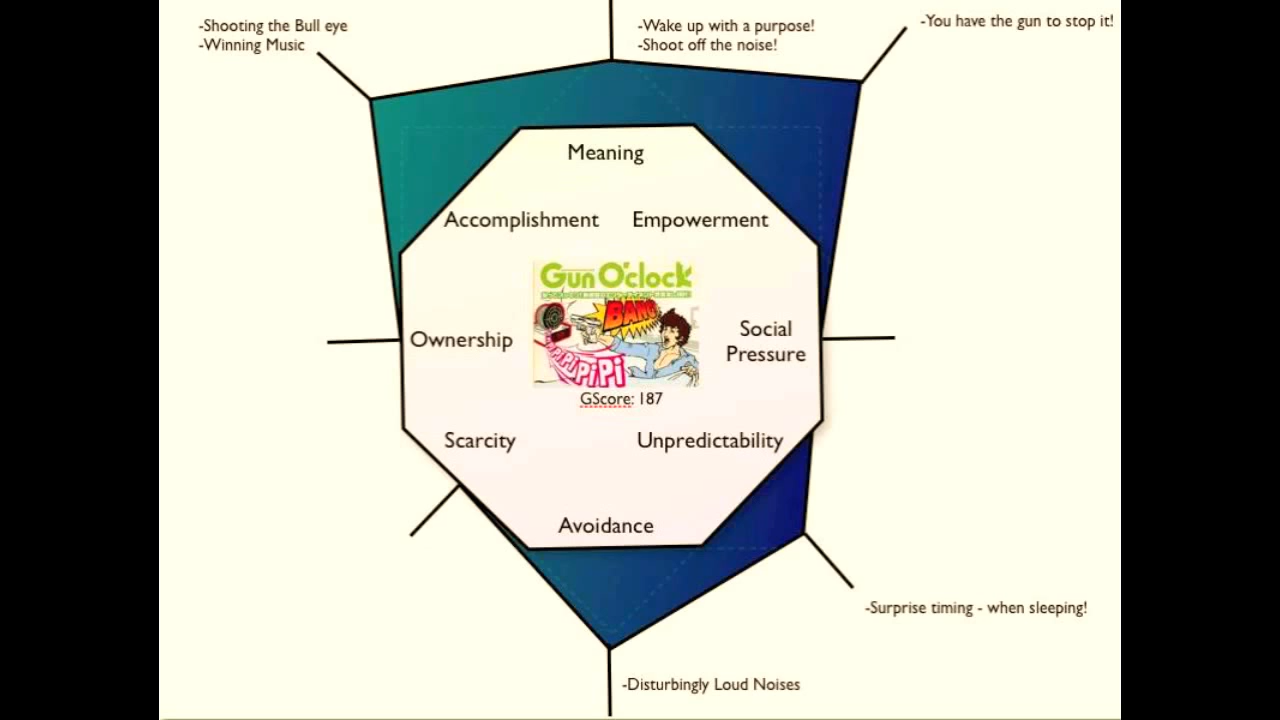 -Shooting the Bull eye
-Winning Music
-Wake up with a purpose!
-Shoot off the noise!
-You have the gun to stop it!
Meaning
Accomplishment
Empowerment
Gun O'clock
BANG
PiPiPiPi
Ownership
Social
Pressure
GScore: 187
Scarcity
Unpredictability
Avoidance
-Surprise timing - when sleeping!
-Disturbingly Loud Noises